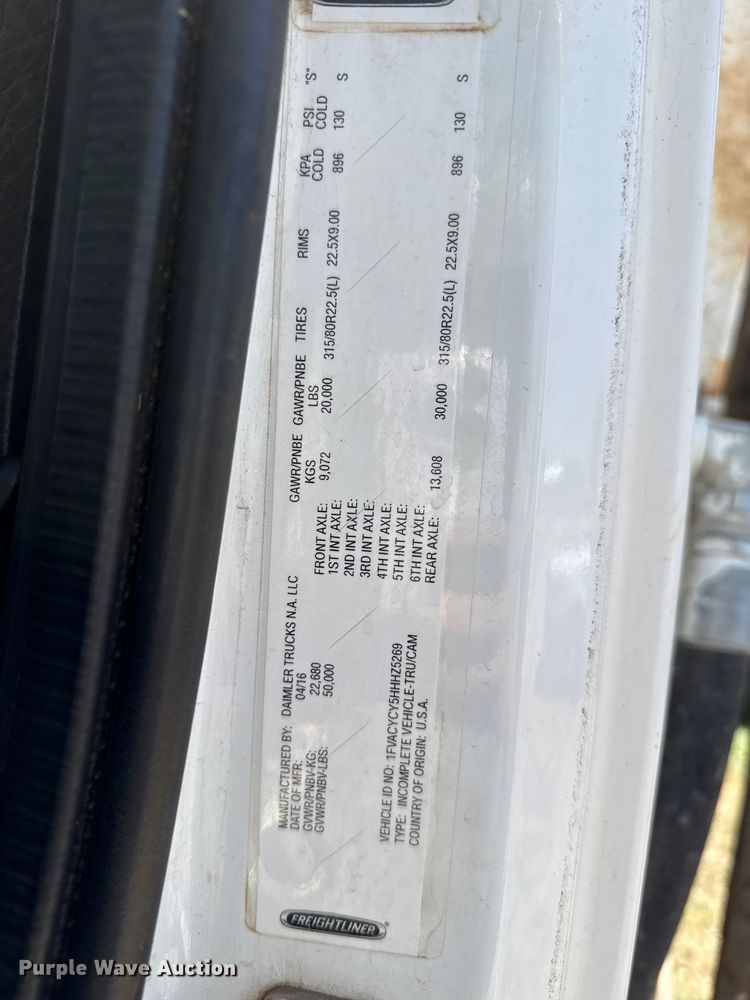 FREIGHTLINER
MANUFACTURED BY: DAIMLER TRUCKS N.A. LLC
DATE OF MFR: 04/16
GVWR/PNBV-KG: 22,680
GVWR/PNBV-LBS: 50,000
VEHICLE ID NO: 1FVACYCY5HHHZ5269
TYPE: INCOMPLETE VEHICLE-TRU/CAM
COUNTRY OF ORIGIN: U.S.A.
GAWR/PNBE GAWR/PNBE TIRES RIMS KPA PSI "S"
KGS LBS COLD COLD
FRONT AXLE: 9,072 20,000 315/80R22.5(L) 22.5X9.00 896 130 S
1ST INT AXLE:
2ND INT AXLE:
3RD INT AXLE:
4TH INT AXLE:
5TH INT AXLE:
6TH INT AXLE:
REAR AXLE: 13,608 30,000 315/80R22.5(L) 22.5X9.00 896 130 S
Purple Wave Auction